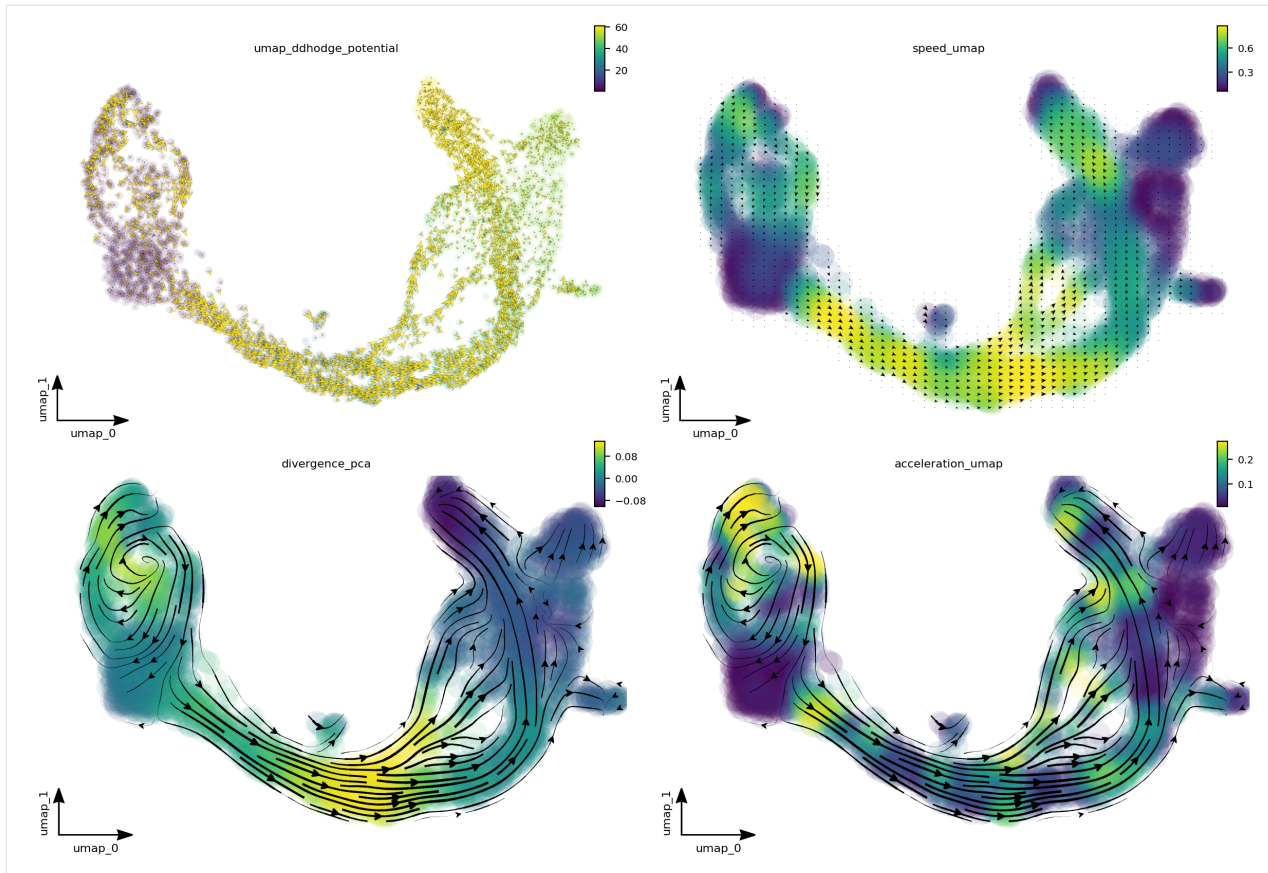 umap_ddhodge_potential
60
40
20
umap_1
umap_0
speed_umap
0.6
0.3
umap_1
umap_0
divergence_pca
0.08
0.00
−0.08
umap_1
umap_0
acceleration_umap
0.2
0.1
umap_1
umap_0